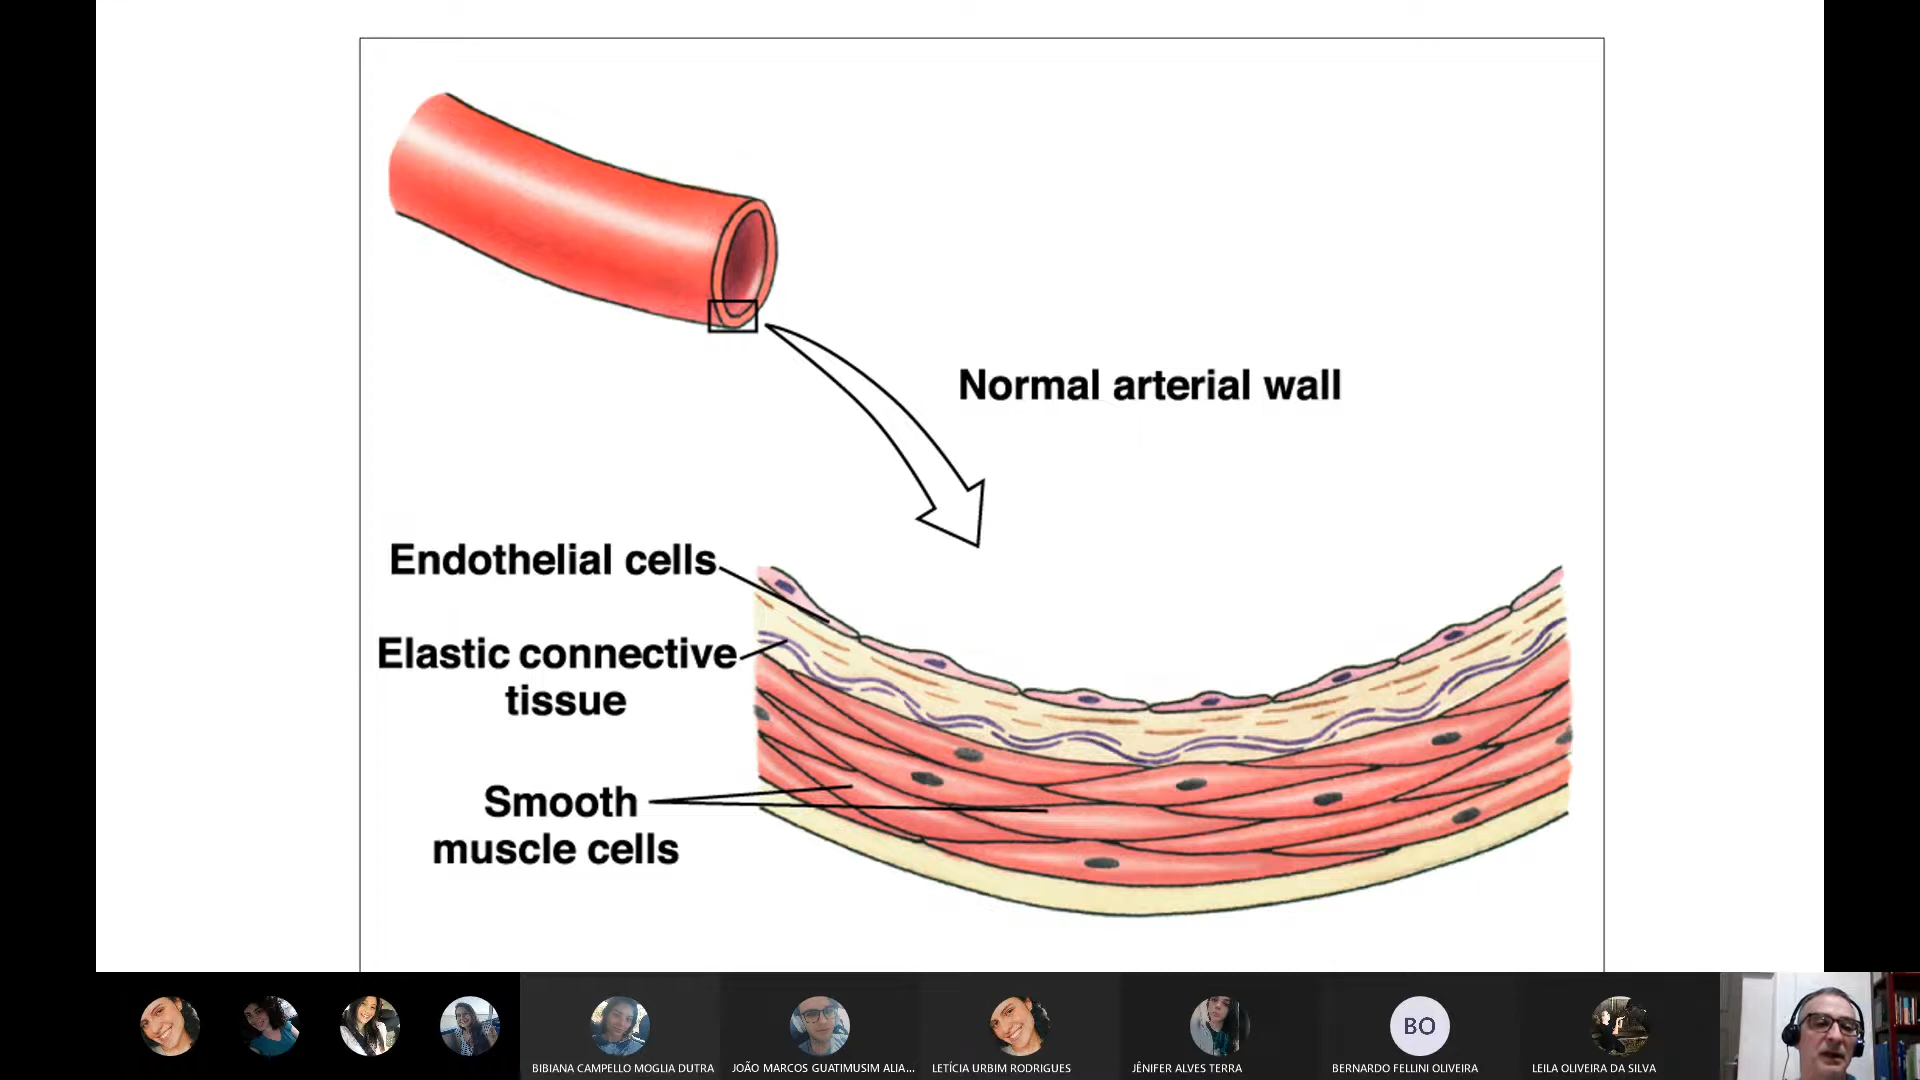 Normal arterial wall
Endothelial cells
Elastic connective
tissue
Smooth
muscle cells
BO
BIBIANA CAMPELLO MOGLIA DUTRA
JOÃO MARCOS GUATIMUSIM ALIA...
LETÍCIA URBIM RODRIGUES
JÊNIFER ALVES TERRA
BERNARDO FELLINI OLIVEIRA
LEILA OLIVEIRA DA SILVA